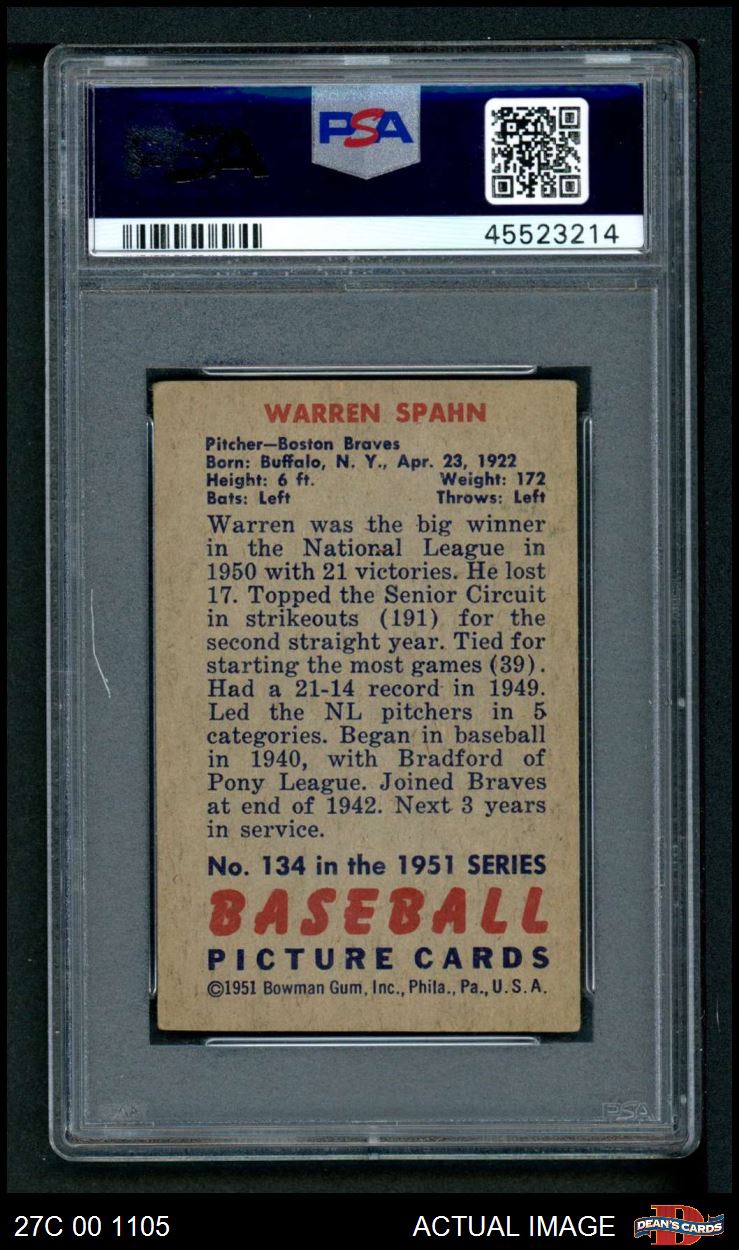 PSA
PSA
45523214
WARREN SPAHN
Pitcher—Boston Braves
Born: Buffalo, N. Y., Apr. 23, 1922
Height: 6 ft. Weight: 172
Bats: Left Throws: Left
Warren was the big winner
in the National League in
1950 with 21 victories. He lost
17. Topped the Senior Circuit
in strikeouts (191) for the
second straight year. Tied for
starting the most games (39).
Had a 21-14 record in 1949.
Led the NL pitchers in 5
categories. Began in baseball
in 1940, with Bradford of
Pony League. Joined Braves
at end of 1942. Next 3 years
in service.
No. 134 in the 1951 SERIES
BASEBALL
PICTURE CARDS
©1951 Bowman Gum, Inc., Phila., Pa., U.S.A.
PSA
27C 00 1105 ACTUAL IMAGE
D
DEAN'S CARDS